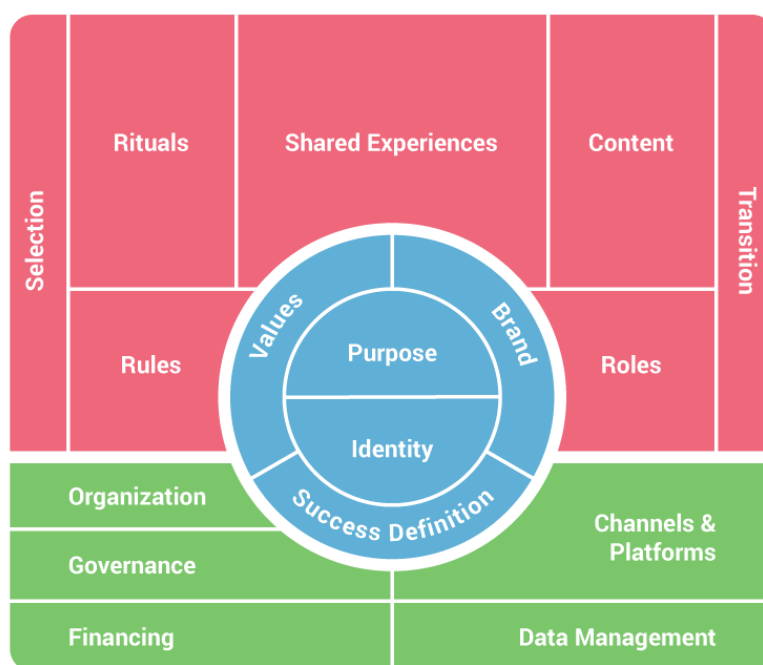 Selection
Rituals
Shared Experiences
Content
Transition
Rules
Values
Brand
Purpose
Roles
Identity
Success Definition
Organization
Governance
Financing
Channels &
Platforms
Data Management